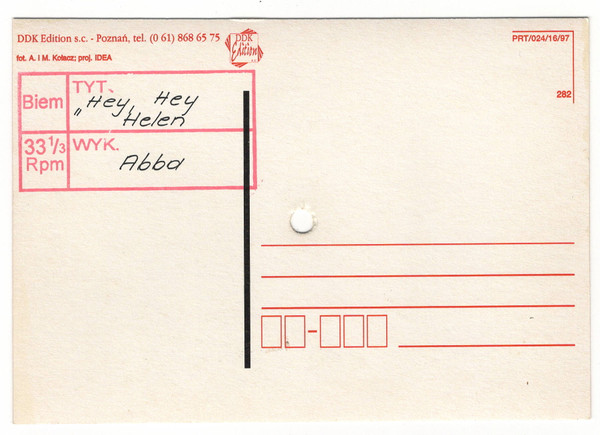 DDK Edition s.c. - Poznań, tel. (0 61) 868 65 75
fot. A. i M. Kołacz; proj. IDEA
DDK
Edition
s.c.
PRT/024/16/97
282
Biem
TYT.
„Hey, Hey
Helen
33 1/3
Rpm
WYK.
Abba